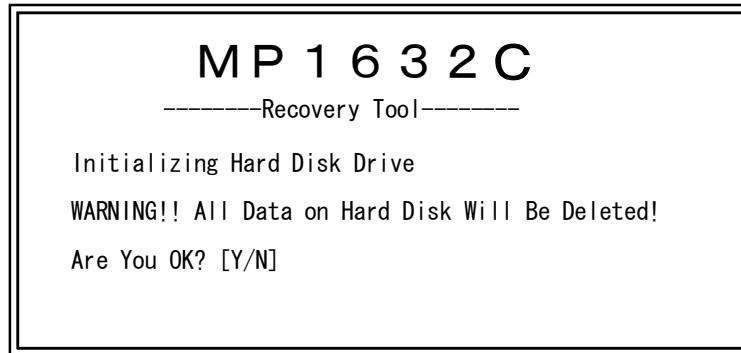 ＭＰ１６３２Ｃ
--------Recovery Tool--------
Initializing Hard Disk Drive
WARNING!! All Data on Hard Disk Will Be Deleted!
Are You OK? [Y/N]